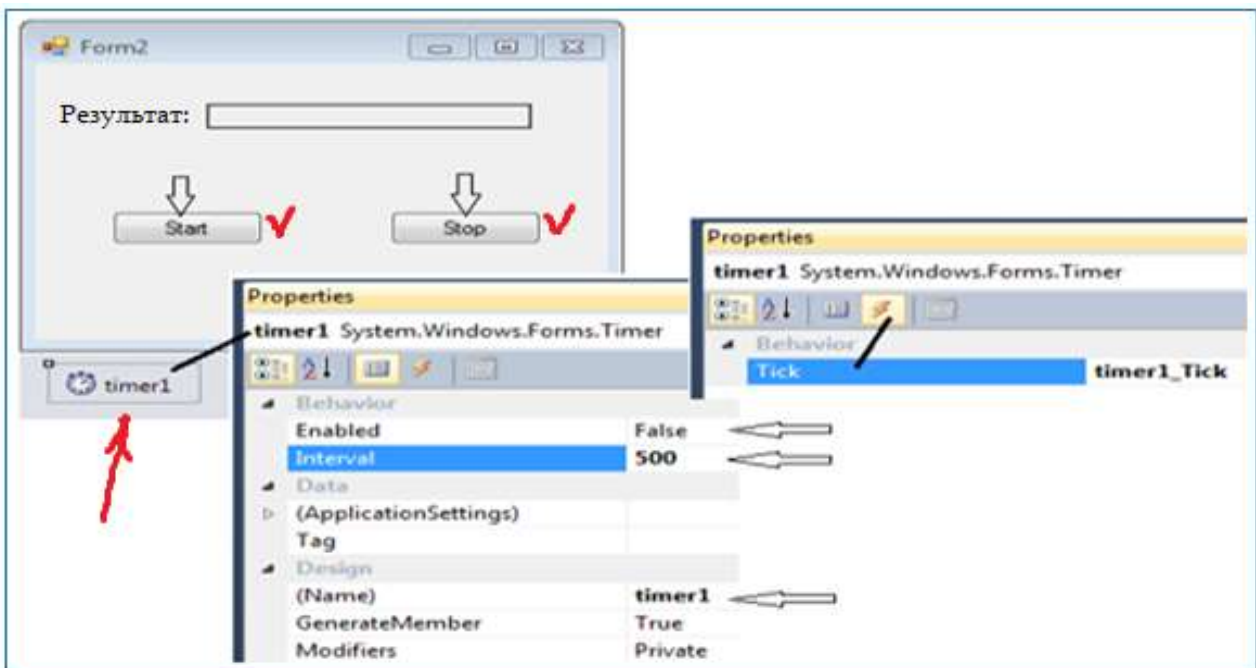 Form2
Результат:
Start
Stop
timer1
Properties
timer1 System.Windows.Forms.Timer
Behavior
Enabled False
Interval 500
Data
(ApplicationSettings)
Tag
Design
(Name) timer1
GenerateMember True
Modifiers Private
Properties
timer1 System.Windows.Forms.Timer
Behavior
Tick timer1_Tick